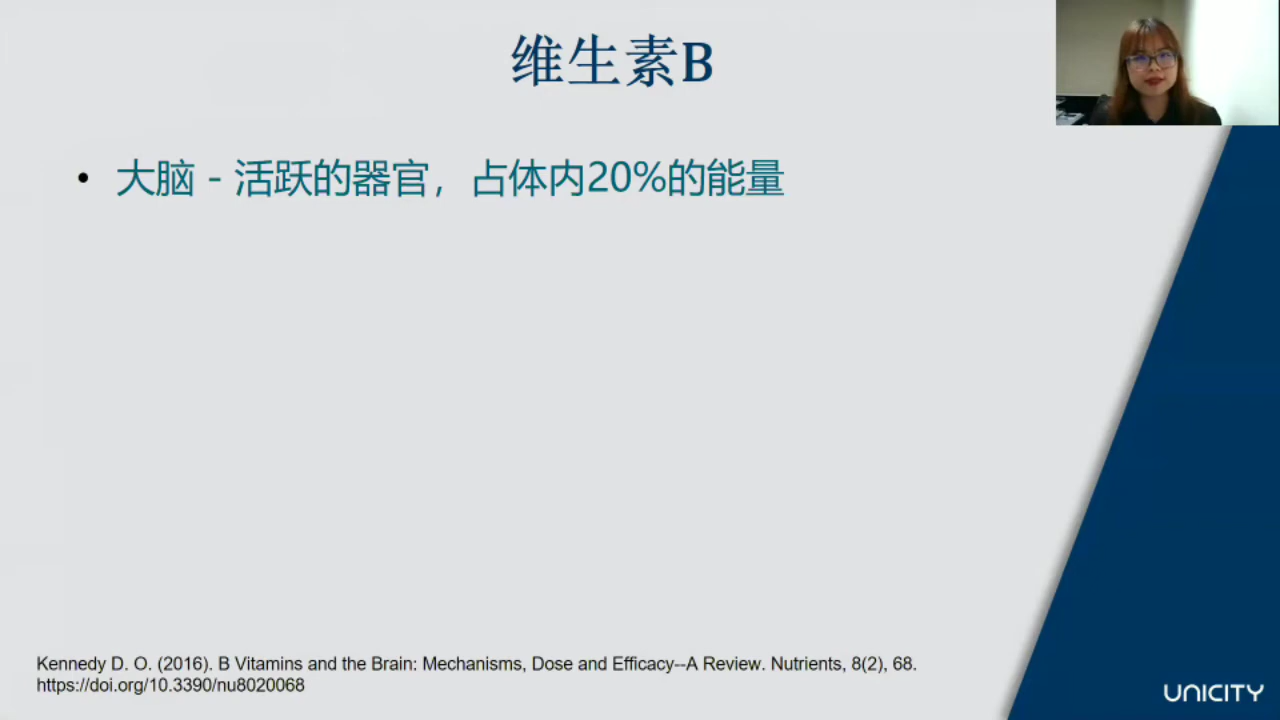 维生素B
• 大脑 - 活跃的器官，占体内20%的能量
Kennedy D. O. (2016). B Vitamins and the Brain: Mechanisms, Dose and Efficacy--A Review. Nutrients, 8(2), 68.
https://doi.org/10.3390/nu8020068
UNICITY